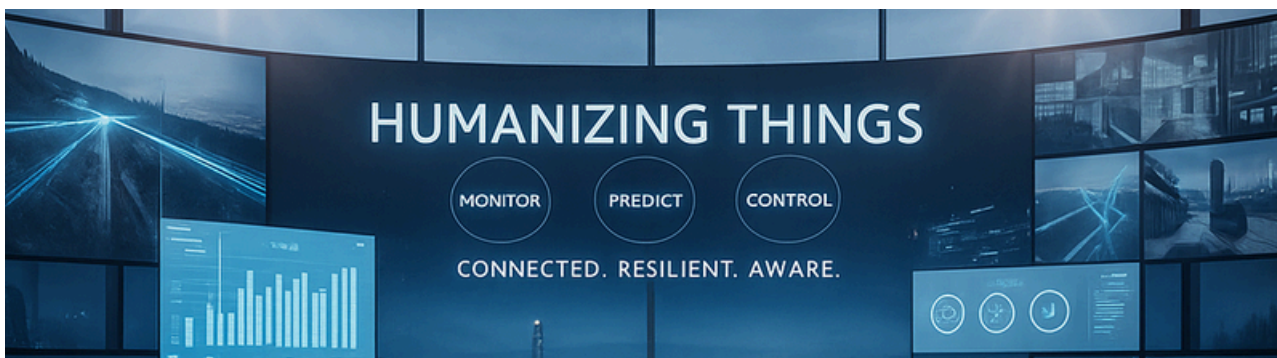 HUMANIZING THINGS
MONITOR
PREDICT
CONTROL
CONNECTED. RESILIENT. AWARE.